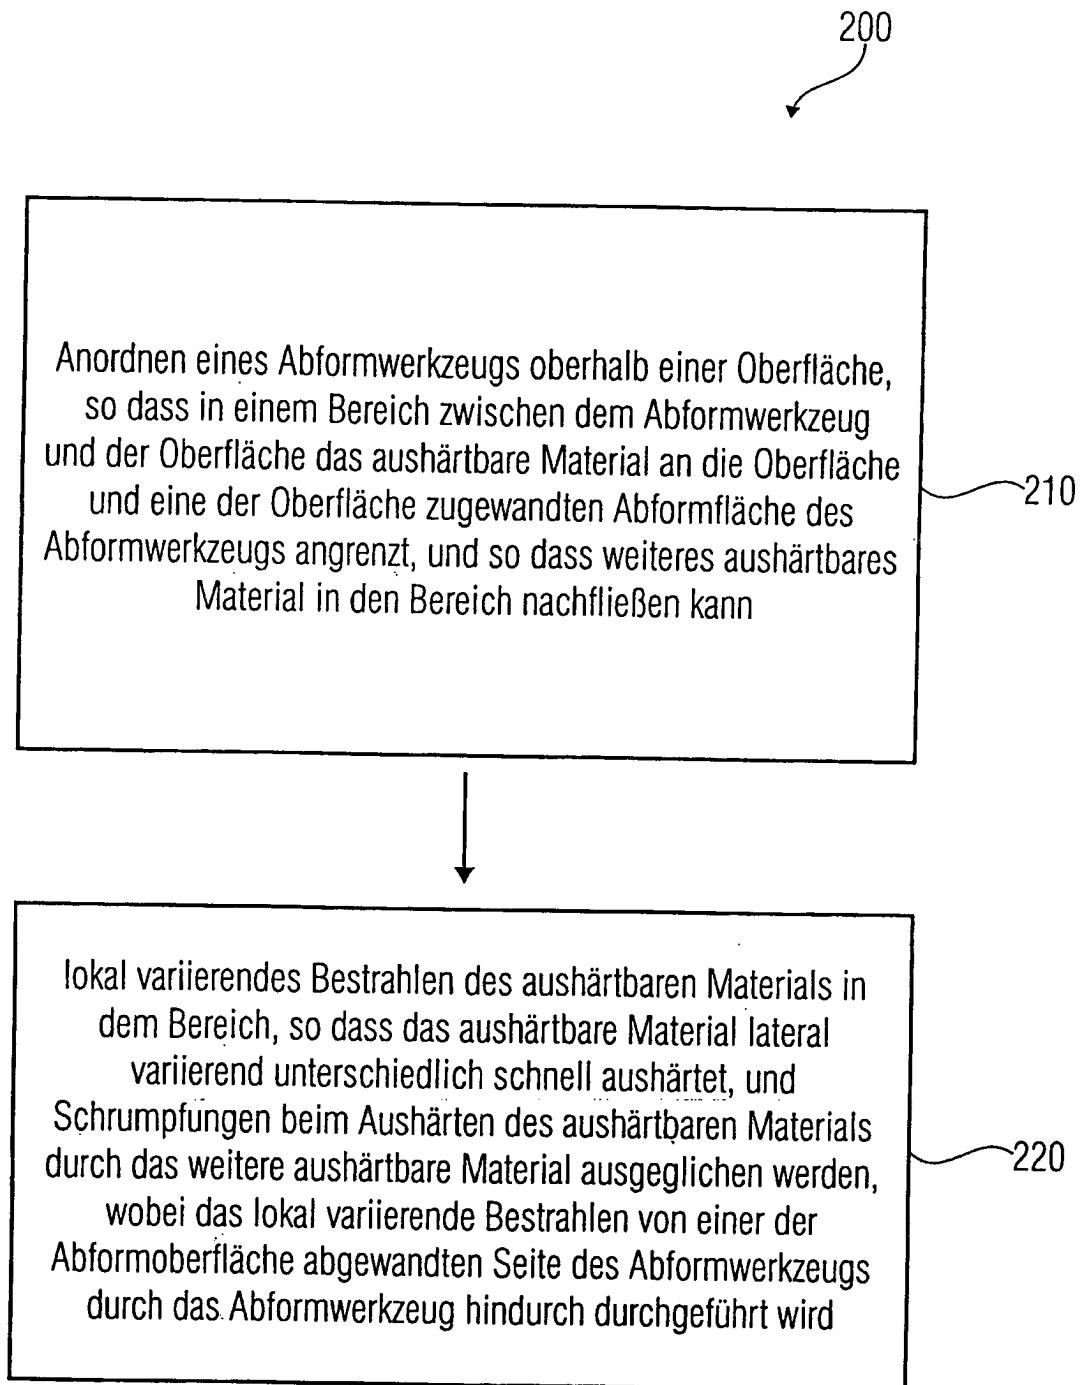 200
Anordnen eines Abformwerkzeugs oberhalb einer Oberfläche,
so dass in einem Bereich zwischen dem Abformwerkzeug
und der Oberfläche das aushärtbare Material an die Oberfläche
und eine der Oberfläche zugewandten Abformfläche des
Abformwerkzeugs angrenzt, und so dass weiteres aushärtbares
Material in den Bereich nachfließen kann
210
lokal variierendes Bestrahlen des aushärtbaren Materials in
dem Bereich, so dass das aushärtbare Material lateral
variierend unterschiedlich schnell aushärtet, und
Schrumpfungen beim Aushärten des aushärtbaren Materials
durch das weitere aushärtbare Material ausgeglichen werden,
wobei das lokal variierende Bestrahlen von einer der
Abformoberfläche abgewandten Seite des Abformwerkzeugs
durch das Abformwerkzeug hindurch durchgeführt wird
220